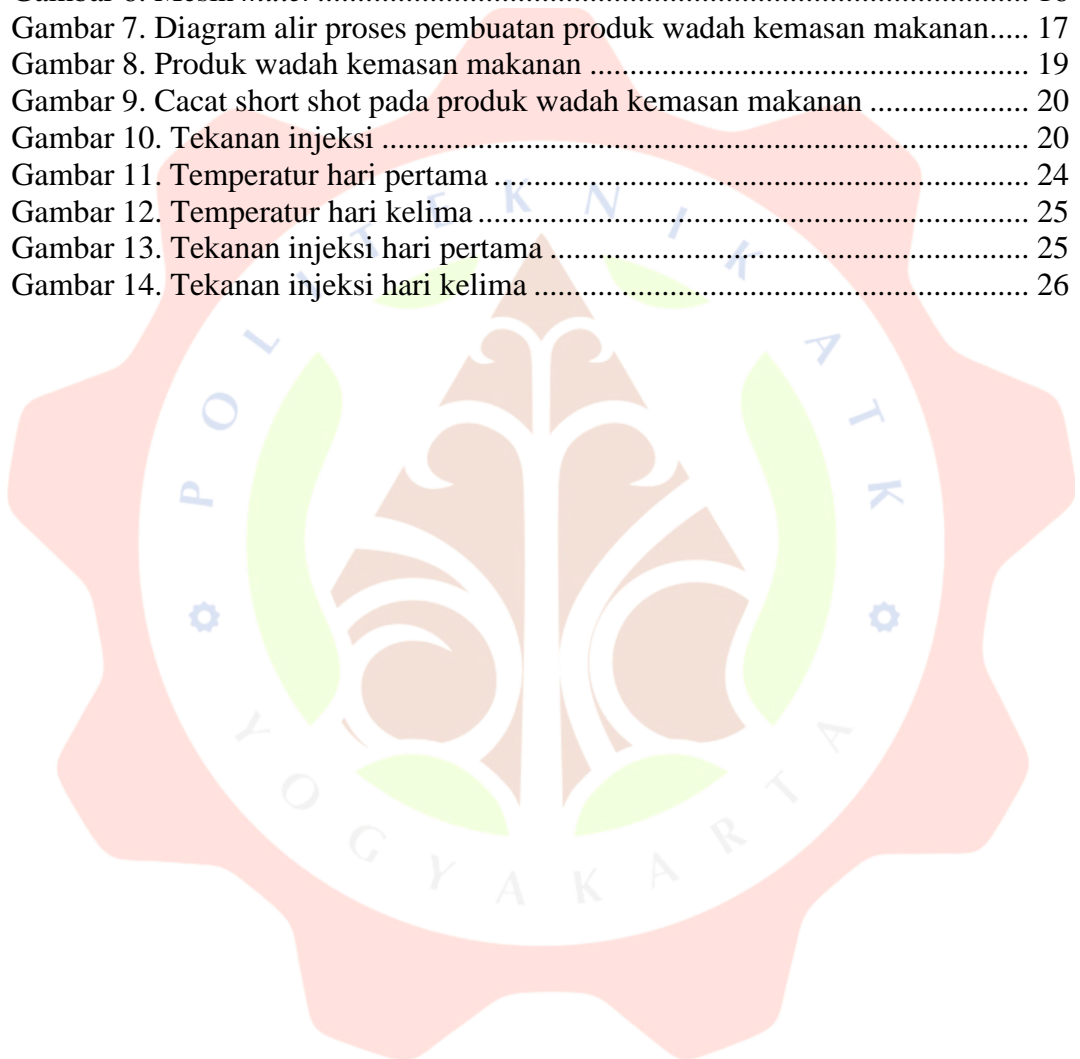 Gambar 7. Diagram alir proses pembuatan produk wadah kemasan makanan..... 17
Gambar 8. Produk wadah kemasan makanan ....................................................... 19
Gambar 9. Cacat short shot pada produk wadah kemasan makanan .................... 20
Gambar 10. Tekanan injeksi ................................................................................. 20
Gambar 11. Temperatur hari pertama ................................................................... 24
Gambar 12. Temperatur hari kelima ..................................................................... 25
Gambar 13. Tekanan injeksi hari pertama ............................................................ 25
Gambar 14. Tekanan injeksi hari kelima .............................................................. 26
POLITEKNIK ATK
YOGYAKARTA